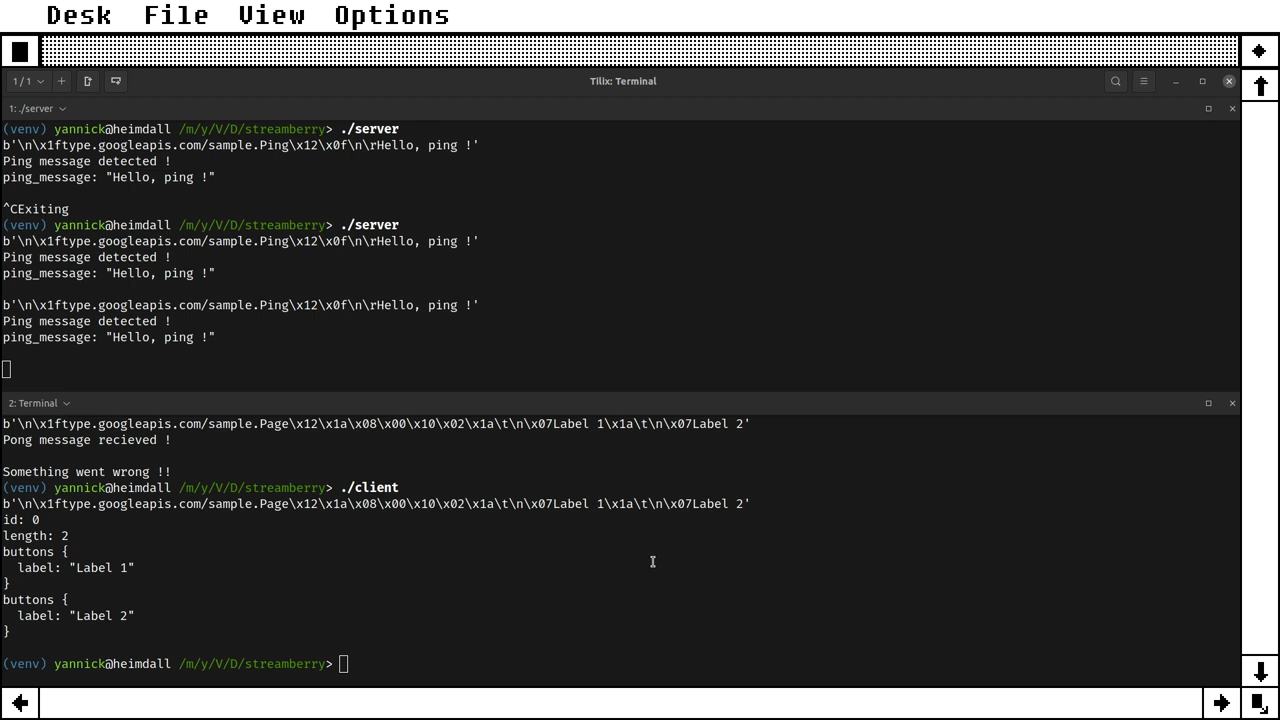 Desk File View Options
1 / 1
Tilix: Terminal
1: ./server
(venv) yannick@heimdall /m/y/V/D/streamberry> ./server
b'\n\x1ftype.googleapis.com/sample.Ping\x12\x0f\n\rHello, ping !'
Ping message detected !
ping_message: "Hello, ping !"
^CExiting
(venv) yannick@heimdall /m/y/V/D/streamberry> ./server
b'\n\x1ftype.googleapis.com/sample.Ping\x12\x0f\n\rHello, ping !'
Ping message detected !
ping_message: "Hello, ping !"
b'\n\x1ftype.googleapis.com/sample.Ping\x12\x0f\n\rHello, ping !'
Ping message detected !
ping_message: "Hello, ping !"
2: Terminal
b'\n\x1ftype.googleapis.com/sample.Page\x12\x1a\x08\x00\x10\x02\x1a\t\n\x07Label 1\x1a\t\n\x07Label 2'
Pong message recieved !
Something went wrong !!
(venv) yannick@heimdall /m/y/V/D/streamberry> ./client
b'\n\x1ftype.googleapis.com/sample.Page\x12\x1a\x08\x00\x10\x02\x1a\t\n\x07Label 1\x1a\t\n\x07Label 2'
id: 0
length: 2
buttons {
  label: "Label 1"
}
buttons {
  label: "Label 2"
}
(venv) yannick@heimdall /m/y/V/D/streamberry>